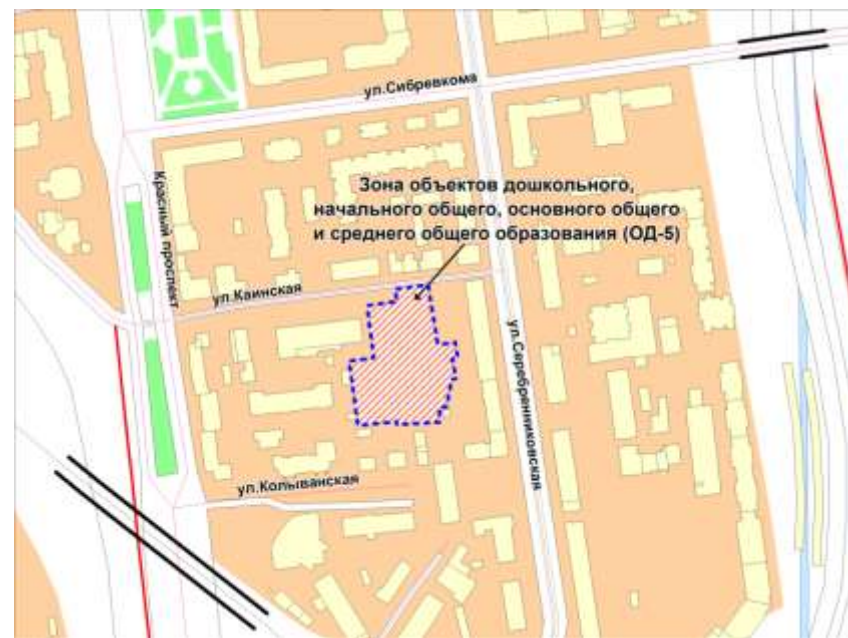 ул.Сибревкома
Зона объектов дошкольного,
начального общего, основного общего
и среднего общего образования (ОД-5)
Красный проспект
ул.Каинская
ул.Серебренниковская
ул.Колыванская